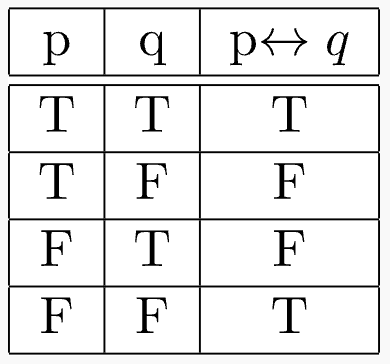 p q p↔ q
T T T
T F F
F T F
F F T